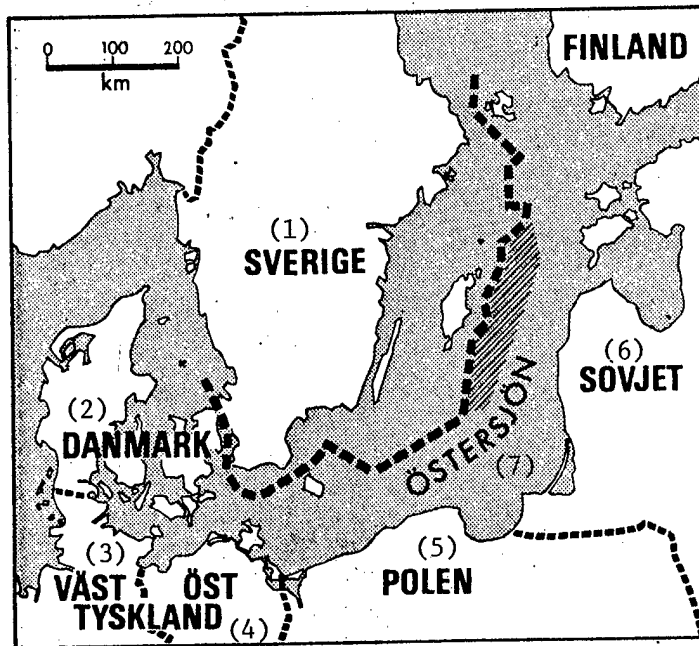 0 100 200
km
FINLAND
(1)
SVERIGE
(6)
SOVJET
(2)
DANMARK
ÖSTERSJÖN
(7)
(3)
VÄST
TYSKLAND
ÖST
(4)
(5)
POLEN